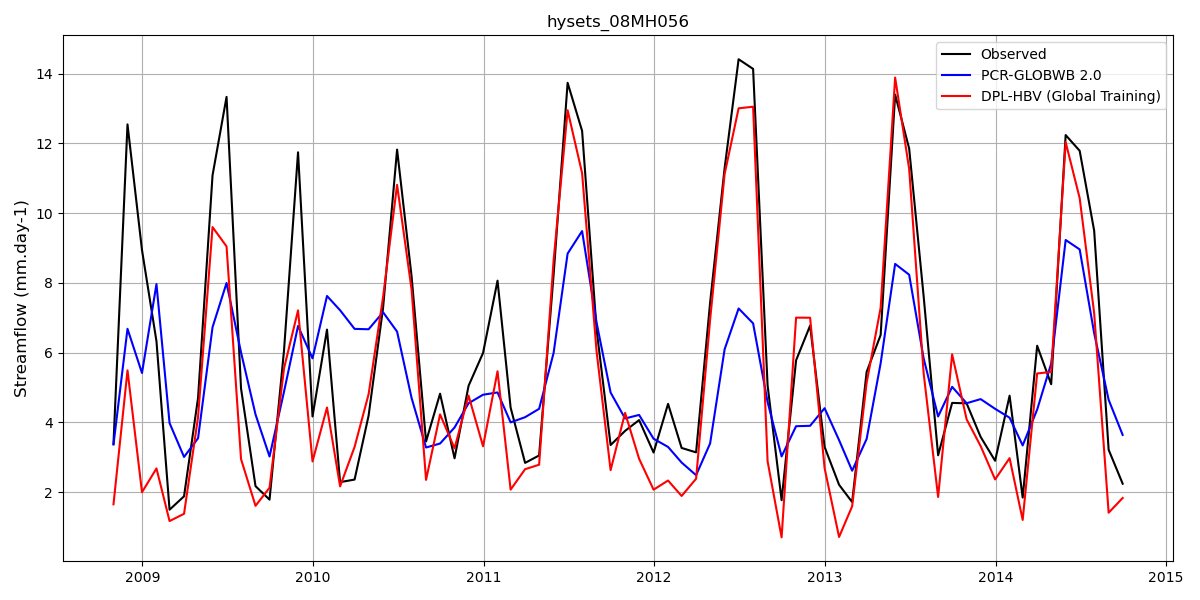 hysets_08MH056
Observed
PCR-GLOBWB 2.0
DPL-HBV (Global Training)
Streamflow (mm.day-1)
14
12
10
8
6
4
2
2009 2010 2011 2012 2013 2014 2015